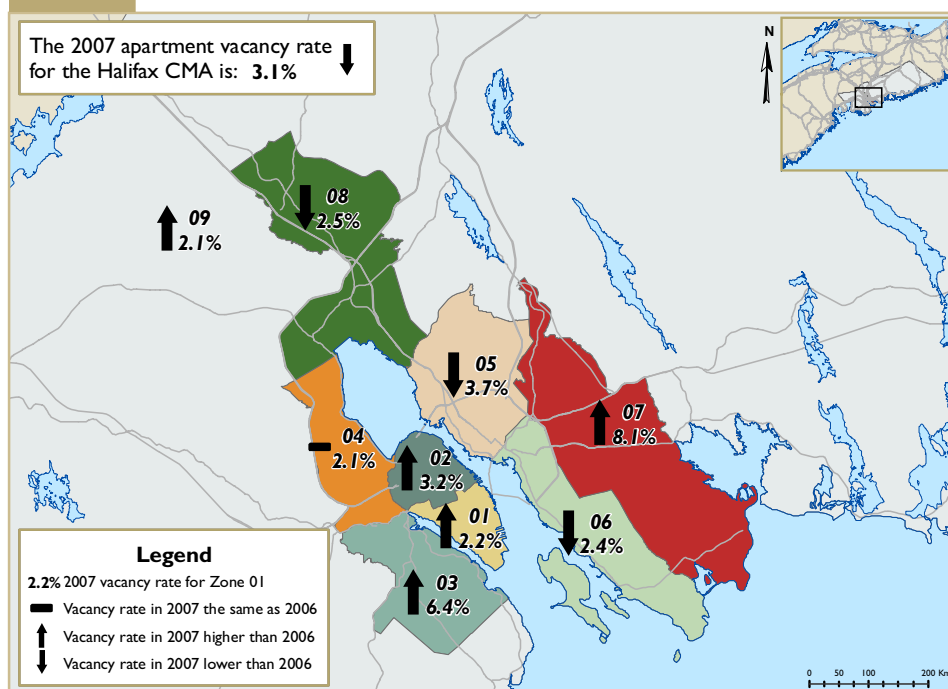 The 2007 apartment vacancy rate
for the Halifax CMA is: 3.1%
N
09
2.1%
08
2.5%
05
3.7%
07
8.1%
04
2.1%
02
3.2%
01
2.2%
06
2.4%
03
6.4%
Legend
2.2% 2007 vacancy rate for Zone 01
Vacancy rate in 2007 the same as 2006
Vacancy rate in 2007 higher than 2006
Vacancy rate in 2007 lower than 2006
0 50 100 200 Km